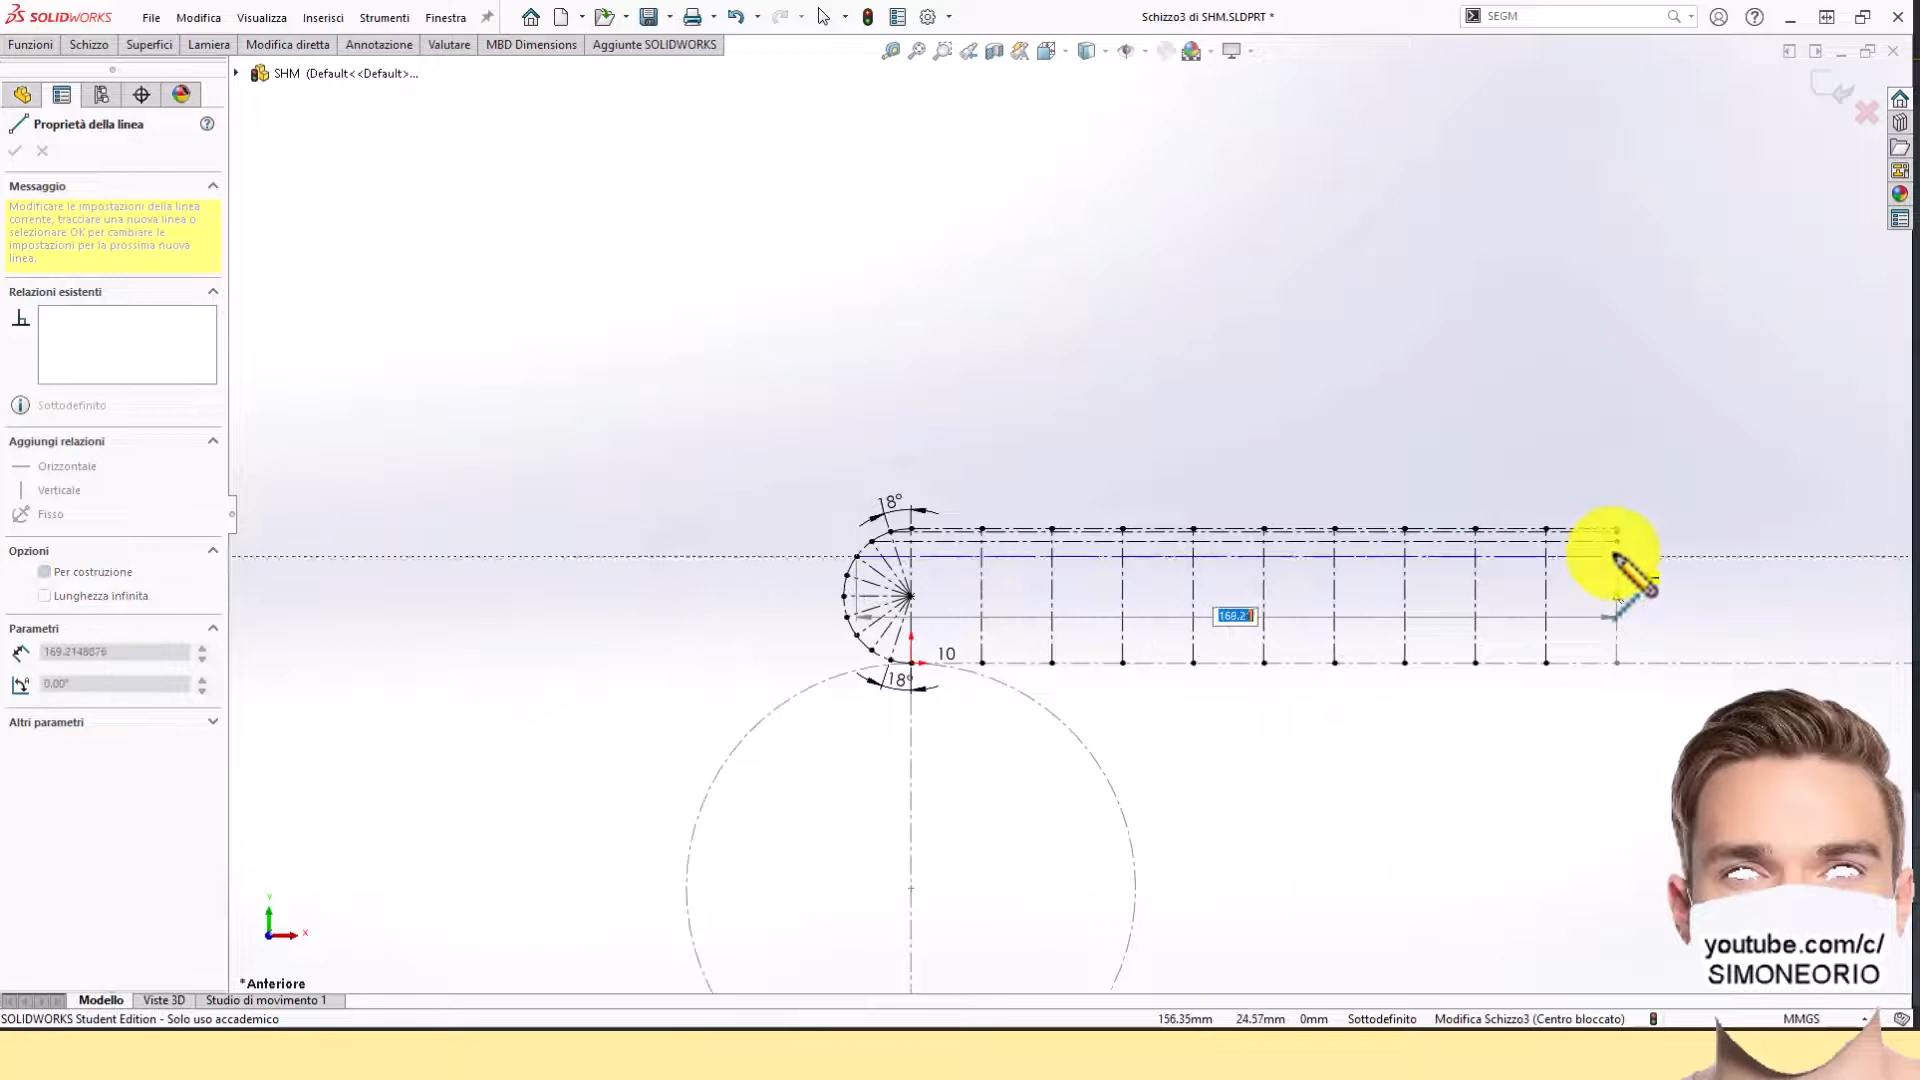 SOLIDWORKS File Modifica Visualizza Inserisci Strumenti Finestra Schizzo3 di SHM.SLDPRT * SEGM
Funzioni Schizzo Superfici Lamiera Modifica diretta Annotazione Valutare MBD Dimensions Aggiunte SOLIDWORKS
SHM (Default<<Default>...
Proprietà della linea
Messaggio
Modificare le impostazioni della linea
corrente, tracciare una nuova linea o
selezionare OK per cambiare le
impostazioni per la prossima nuova
linea.
Relazioni esistenti
Sottodefinito
Aggiungi relazioni
Orizzontale
Verticale
Fisso
Opzioni
Per costruzione
Lunghezza infinita
Parametri
169.2148876
0.00°
Altri parametri
18°
10
18°
Y
X
*Anteriore
Modello Viste 3D Studio di movimento 1
SOLIDWORKS Student Edition - Solo uso accademico 156.35mm 24.57mm 0mm Sottodefinito Modifica Schizzo3 (Centro bloccato) MMGS
youtube.com/c/
SIMONEORIO